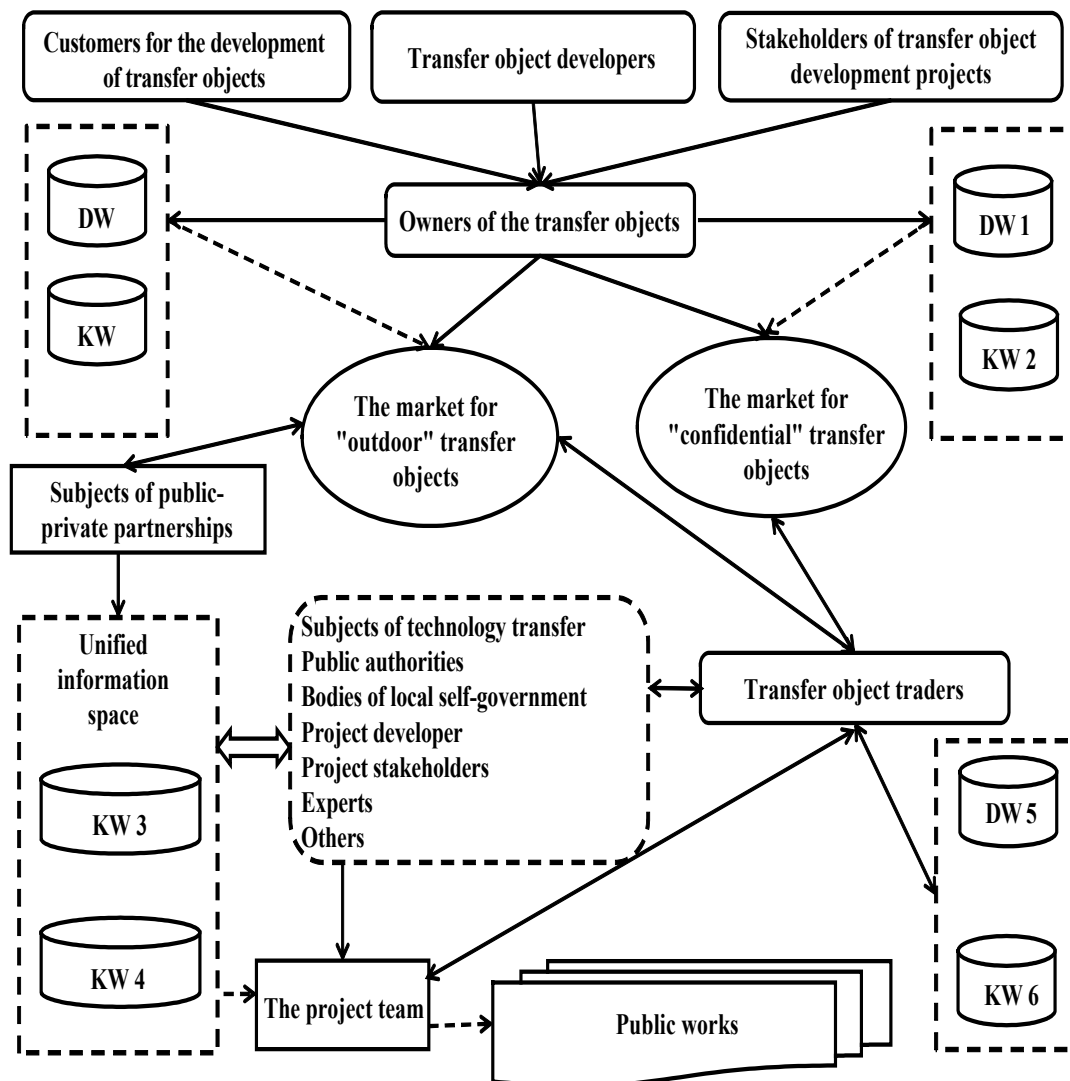 Customers for the development
of transfer objects
Transfer object developers
Stakeholders of transfer object
development projects
DW
KW
Owners of the transfer objects
DW 1
KW 2
The market for
"outdoor" transfer
objects
The market for
"confidential" transfer
objects
Subjects of public-
private partnerships
Unified
information
space
KW 3
KW 4
Subjects of technology transfer
Public authorities
Bodies of local self-government
Project developer
Project stakeholders
Experts
Others
Transfer object traders
DW 5
KW 6
The project team
Public works